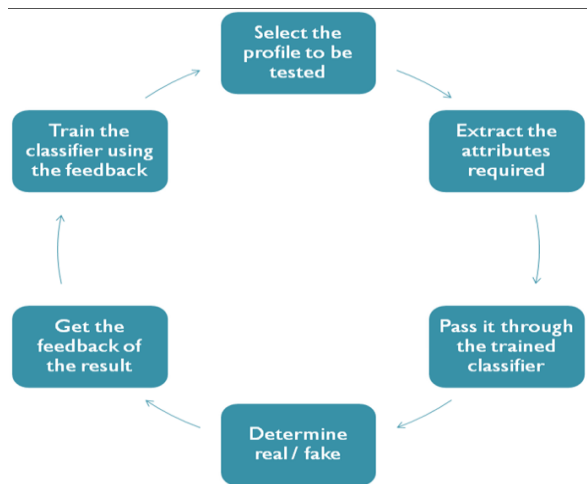 Select the
profile to be
tested
Extract the
attributes
required
Pass it through
the trained
classifier
Determine
real / fake
Get the
feedback of
the result
Train the
classifier using
the feedback